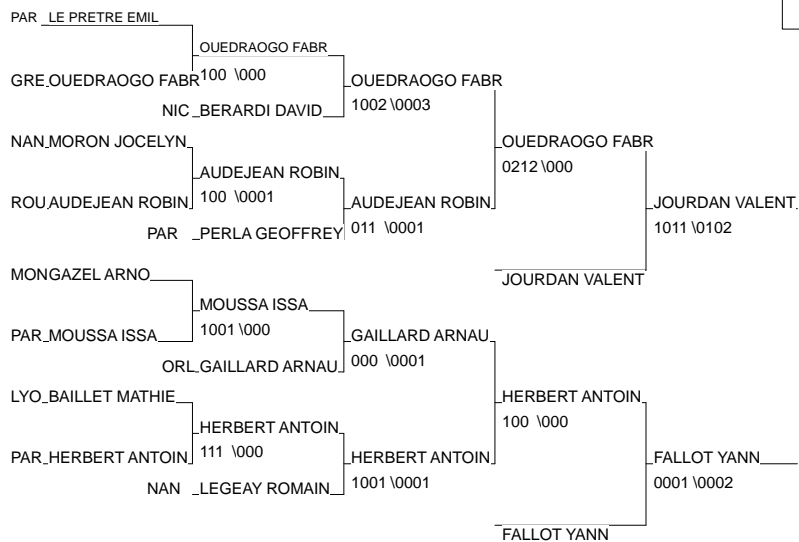 PAR LE PRETRE EMIL
OUEDRAOGO FABR
GRE OUEDRAOGO FABR 100 \000 OUEDRAOGO FABR
NIC BERARDI DAVID 1002 \0003
NAN MORON JOCELYN OUEDRAOGO FABR
AUDEJEAN ROBIN 0212 \000
ROU AUDEJEAN ROBIN 100 \0001 AUDEJEAN ROBIN JOURDAN VALENT
PAR PERLA GEOFFREY 011 \0001 1011 \0102
MON GAZEL ARNO JOURDAN VALENT
MOUSSA ISSA
PAR MOUSSA ISSA 1001 \000 GAILLARD ARNAU
ORL GAILLARD ARNAU 000 \0001
LYO BAILLET MATHIE HERBERT ANTOIN
HERBERT ANTOIN 100 \000
PAR HERBERT ANTOIN 111 \000 HERBERT ANTOIN FALLOT YANN
NAN LEGEAY ROMAIN 1001 \0001 0001 \0002
FALLOT YANN